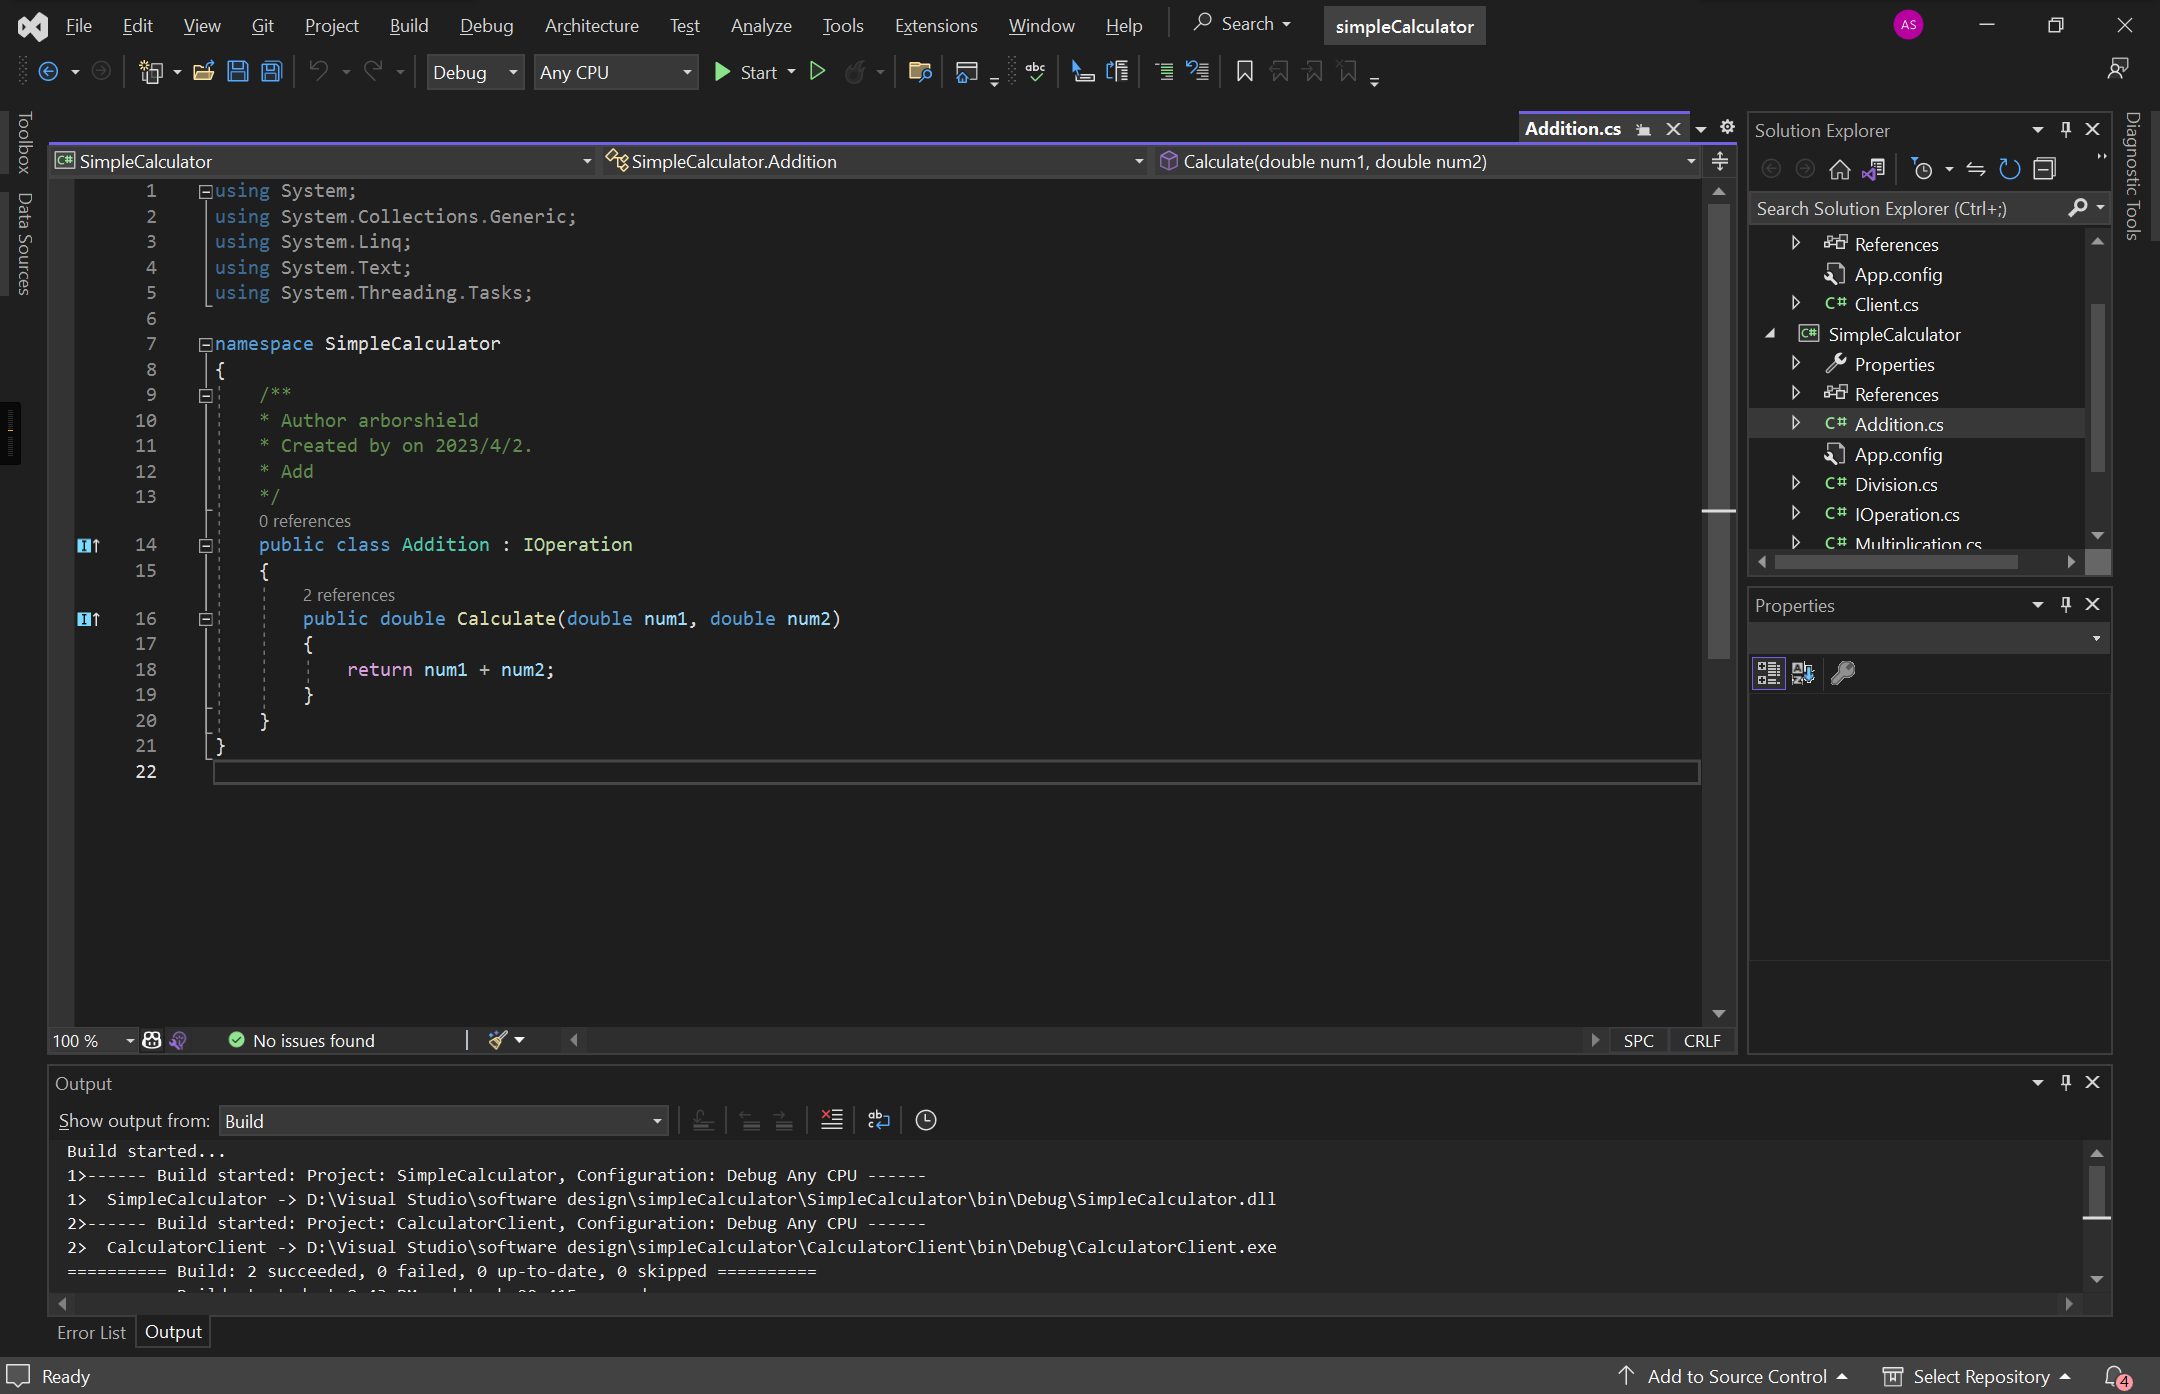 File Edit View Git Project Build Debug Architecture Test Analyze Tools Extensions Window Help Search simpleCalculator AS
Debug Any CPU Start
Toolbox
Data Sources
Addition.cs
SimpleCalculator SimpleCalculator.Addition Calculate(double num1, double num2)
1 using System;
2 using System.Collections.Generic;
3 using System.Linq;
4 using System.Text;
5 using System.Threading.Tasks;
6
7 namespace SimpleCalculator
8 {
9 /**
10 * Author arborshield
11 * Created by on 2023/4/2.
12 * Add
13 */
0 references
14 public class Addition : IOperation
15 {
2 references
16 public double Calculate(double num1, double num2)
17 {
18 return num1 + num2;
19 }
20 }
21 }
22
100 % No issues found SPC CRLF
Solution Explorer
Search Solution Explorer (Ctrl+;)
References
App.config
C# Client.cs
C# SimpleCalculator
Properties
References
C# Addition.cs
App.config
C# Division.cs
C# IOperation.cs
C# Multiplication.cs
Properties
Diagnostic Tools
Output
Show output from: Build
Build started...
1>------ Build started: Project: SimpleCalculator, Configuration: Debug Any CPU ------
1> SimpleCalculator -> D:\Visual Studio\software design\simpleCalculator\SimpleCalculator\bin\Debug\SimpleCalculator.dll
2>------ Build started: Project: CalculatorClient, Configuration: Debug Any CPU ------
2> CalculatorClient -> D:\Visual Studio\software design\simpleCalculator\CalculatorClient\bin\Debug\CalculatorClient.exe
========== Build: 2 succeeded, 0 failed, 0 up-to-date, 0 skipped ==========
Error List Output
Ready Add to Source Control Select Repository 4